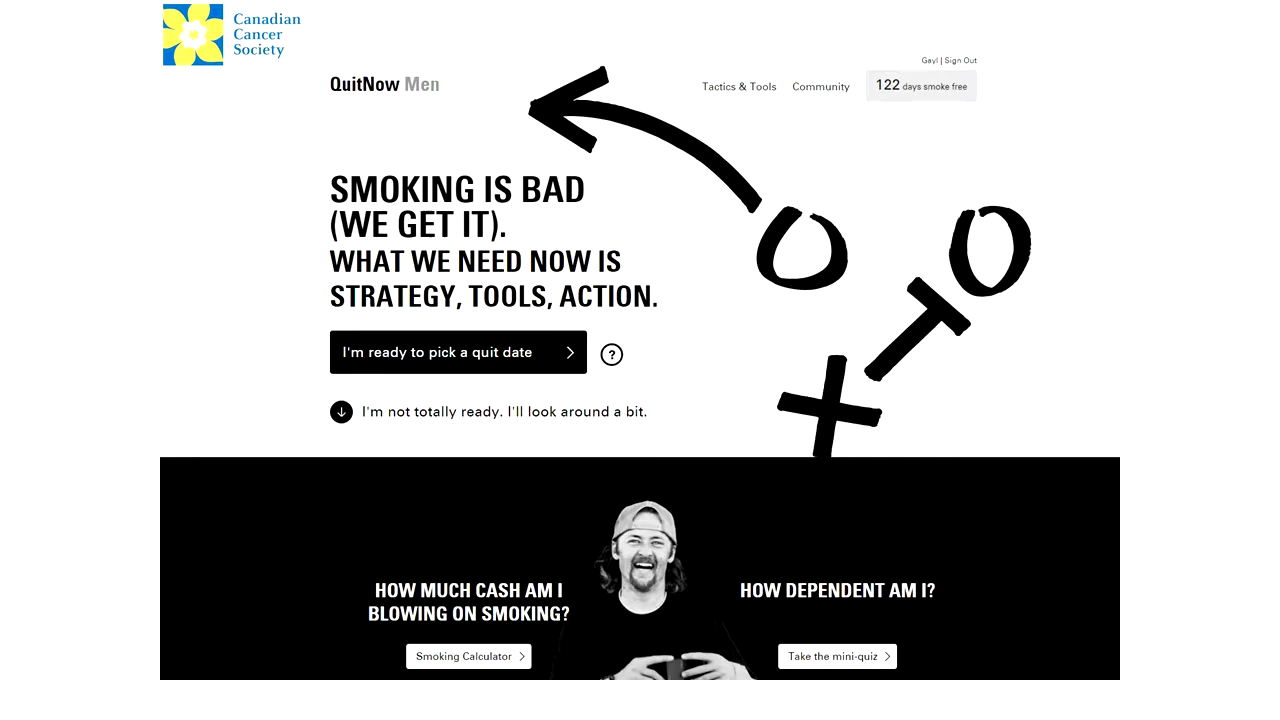 Canadian
Cancer
Society
Gayl | Sign Out
QuitNow Men
Tactics & Tools
Community
122 days smoke free
SMOKING IS BAD
(WE GET IT).
WHAT WE NEED NOW IS
STRATEGY, TOOLS, ACTION.
I'm ready to pick a quit date
?
I'm not totally ready. I'll look around a bit.
HOW MUCH CASH AM I
BLOWING ON SMOKING?
Smoking Calculator
HOW DEPENDENT AM I?
Take the mini-quiz